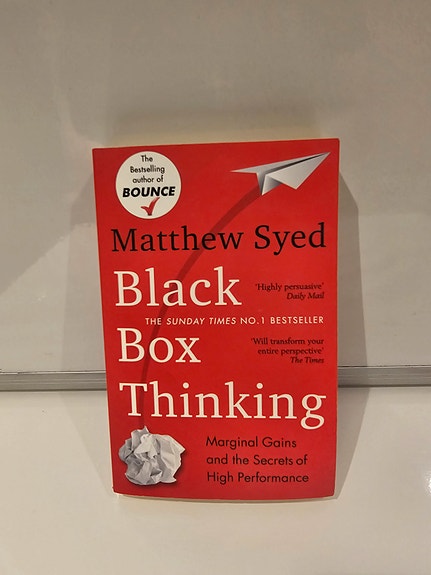 The
Bestselling
author of
BOUNCE
Matthew Syed
Black
'Highly persuasive'
Daily Mail
THE SUNDAY TIMES NO.1 BESTSELLER
Box
'Will transform your
entire perspective'
The Times
Thinking
Marginal Gains
and the Secrets of
High Performance